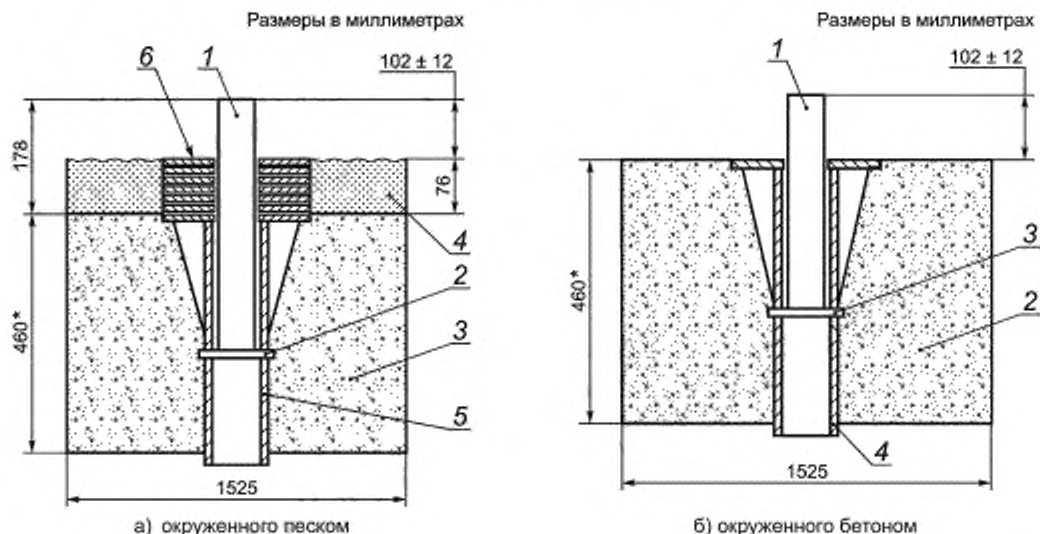 Размеры в миллиметрах
6
1
102 ± 12
178
76
4
2
460*
3
5
1525
а) окруженного песком
Размеры в миллиметрах
1
102 ± 12
3
460*
2
4
1525
б) окруженного бетоном